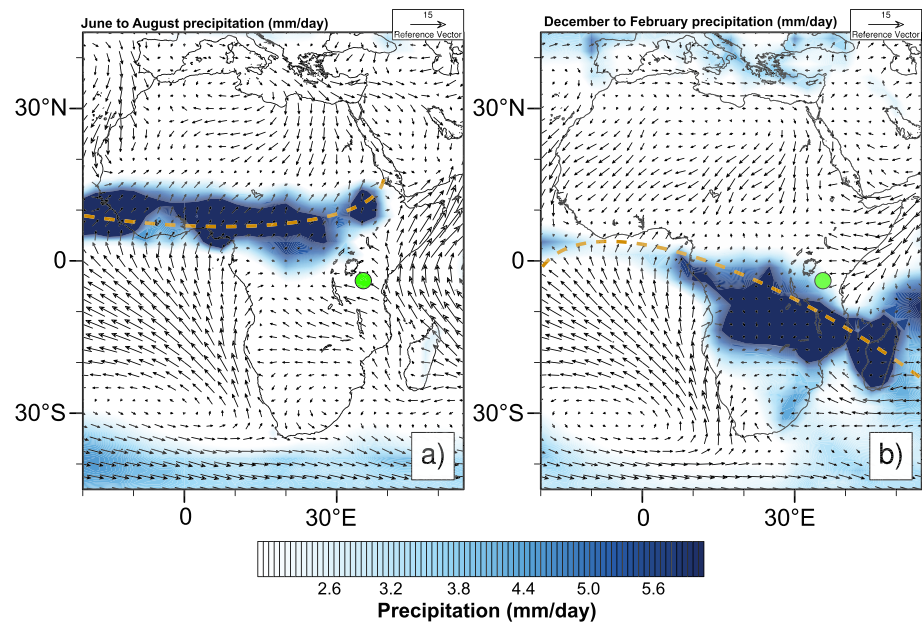 June to August precipitation (mm/day)
15
Reference Vector
December to February precipitation (mm/day)
15
Reference Vector
30°N
0
30°S
a)
0
30°E
30°N
0
30°S
b)
0
30°E
2.6 3.2 3.8 4.4 5.0 5.6
Precipitation (mm/day)